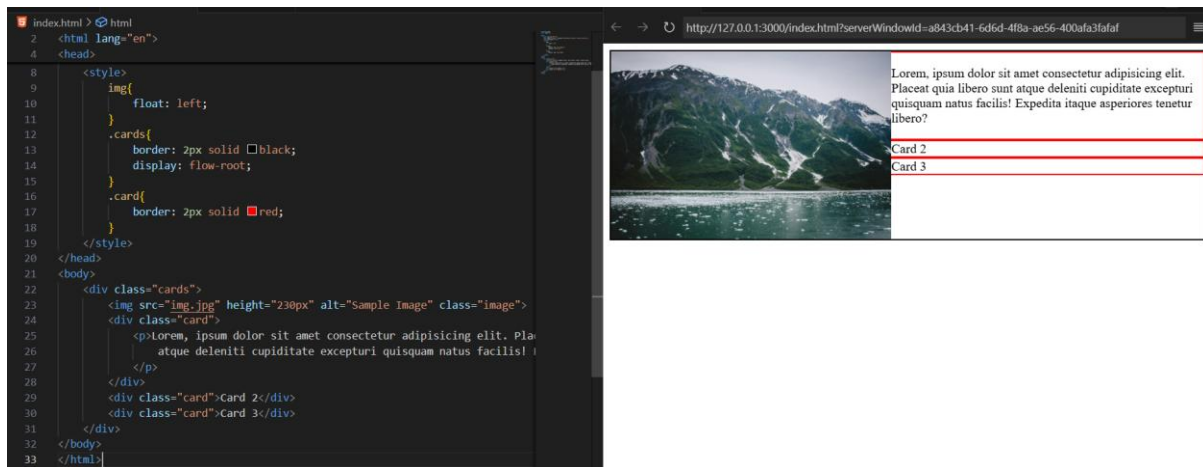 index.html > html
2 <html lang="en">
4 <head>
8 <style>
9 img{
10 float: left;
11 }
12 .cards{
13 border: 2px solid black;
14 display: flow-root;
15 }
16 .card{
17 border: 2px solid red;
18 }
19 </style>
20 </head>
21 <body>
22 <div class="cards">
23 <img src="img.jpg" height="230px" alt="Sample Image" class="image">
24 <div class="card">
25 <p>Lorem, ipsum dolor sit amet consectetur adipisicing elit. Pla
26 atque deleniti cupiditate excepturi quisquam natus facilis!
27 </p>
28 </div>
29 <div class="card">Card 2</div>
30 <div class="card">Card 3</div>
31 </div>
32 </body>
33 </html>
http://127.0.0.1:3000/index.html?serverWindowId=a843cb41-6d6d-4f8a-ae56-400afa3fafaf
Lorem, ipsum dolor sit amet consectetur adipisicing elit.
Placeat quia libero sunt atque deleniti cupiditate excepturi
quisquam natus facilis! Expedita itaque asperiores tenetur
libero?
Card 2
Card 3